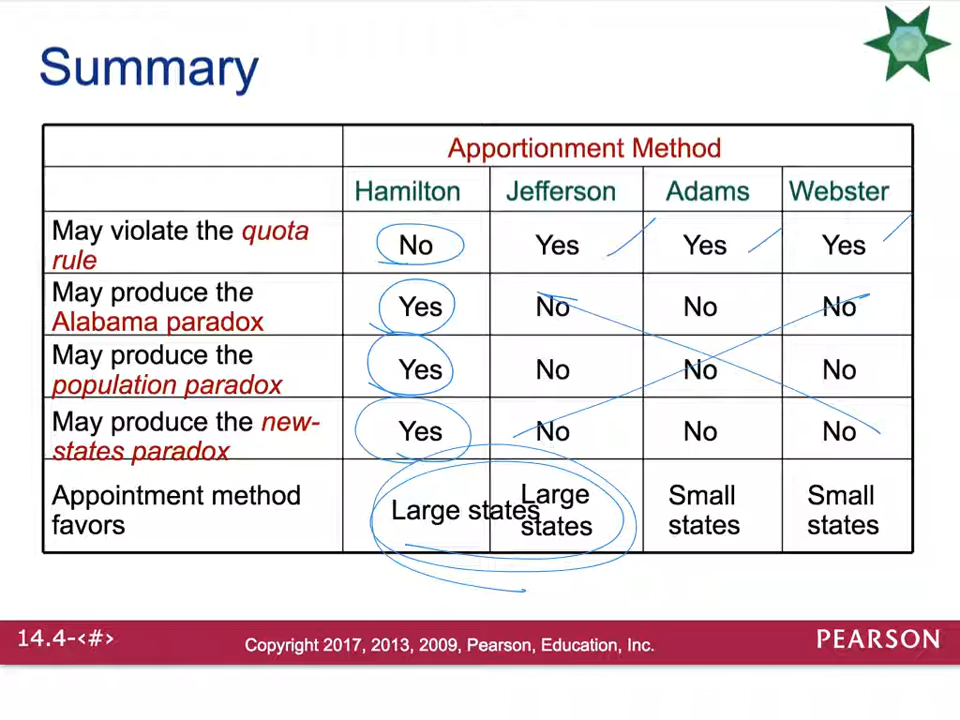 Summary
Apportionment Method
Hamilton Jefferson Adams Webster
May violate the quota
rule
No Yes Yes Yes
May produce the
Alabama paradox
Yes No No No
May produce the
population paradox
Yes No No No
May produce the new-
states paradox
Yes No No No
Appointment method
favors
Large states
Large
states
Small
states
Small
states
14.4-<#>
Copyright 2017, 2013, 2009, Pearson, Education, Inc.
PEARSON